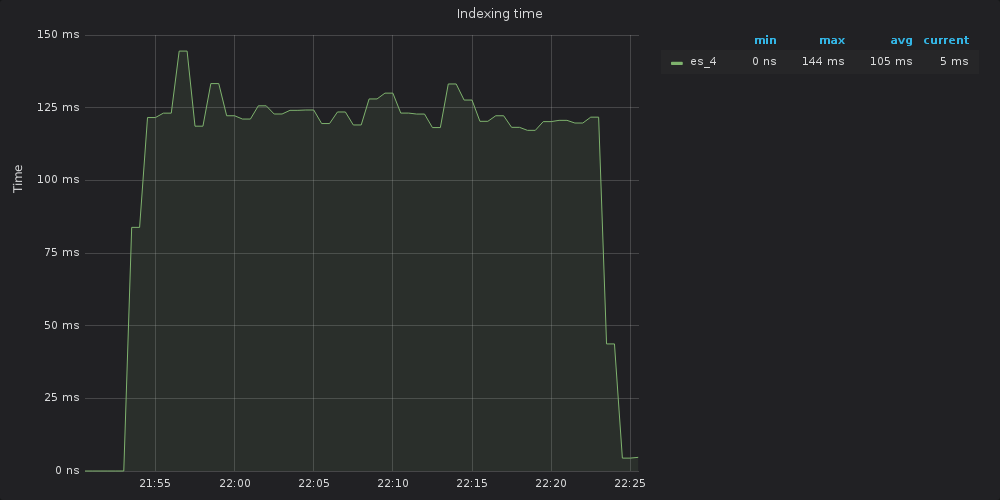 Indexing time
150 ms
125 ms
100 ms
75 ms
50 ms
25 ms
0 ns
Time
21:55 22:00 22:05 22:10 22:15 22:20 22:25
min max avg current
es_4 0 ns 144 ms 105 ms 5 ms